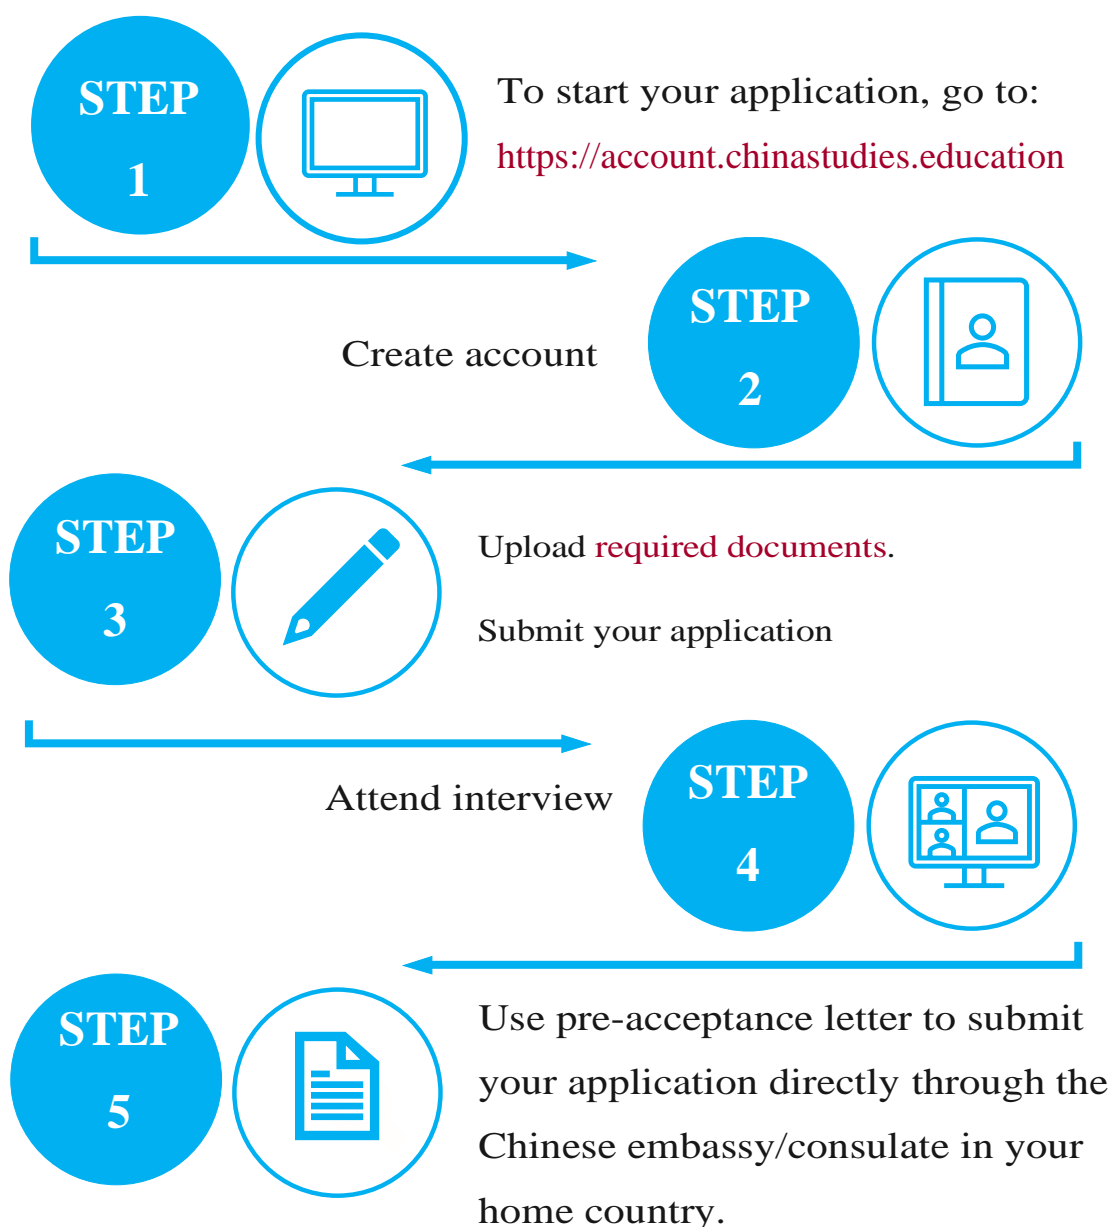 STEP
1
To start your application, go to:
https://account.chinastudies.education
Create account
STEP
2
STEP
3
Upload required documents.
Submit your application
Attend interview
STEP
4
STEP
5
Use pre-acceptance letter to submit
your application directly through the
Chinese embassy/consulate in your
home country.